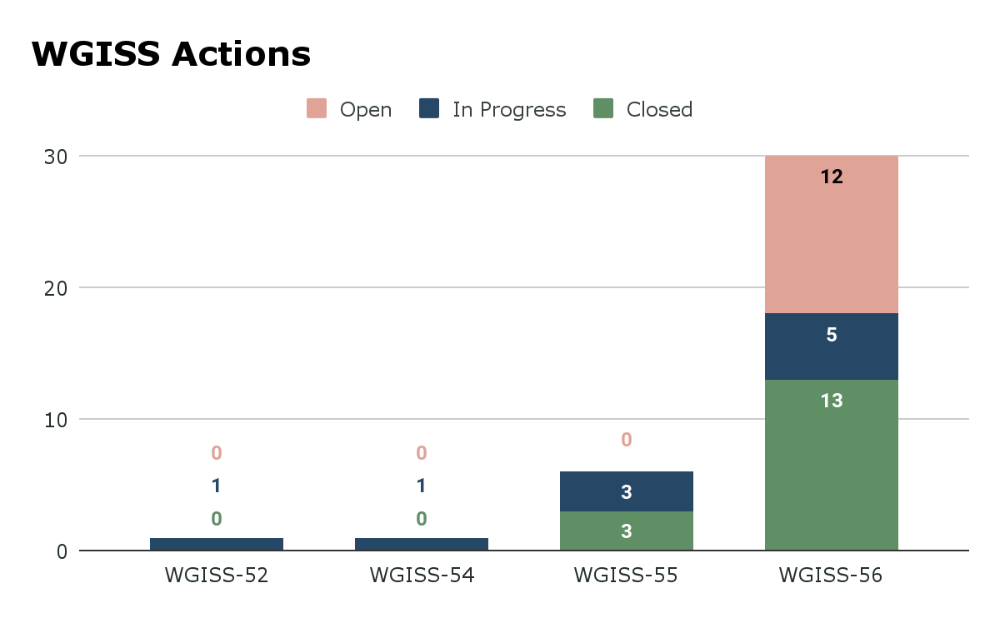 WGISS Actions
Open In Progress Closed
30
12
20
5
13
10
0 0 0
1 1 3
0 0 3
0
WGISS-52 WGISS-54 WGISS-55 WGISS-56